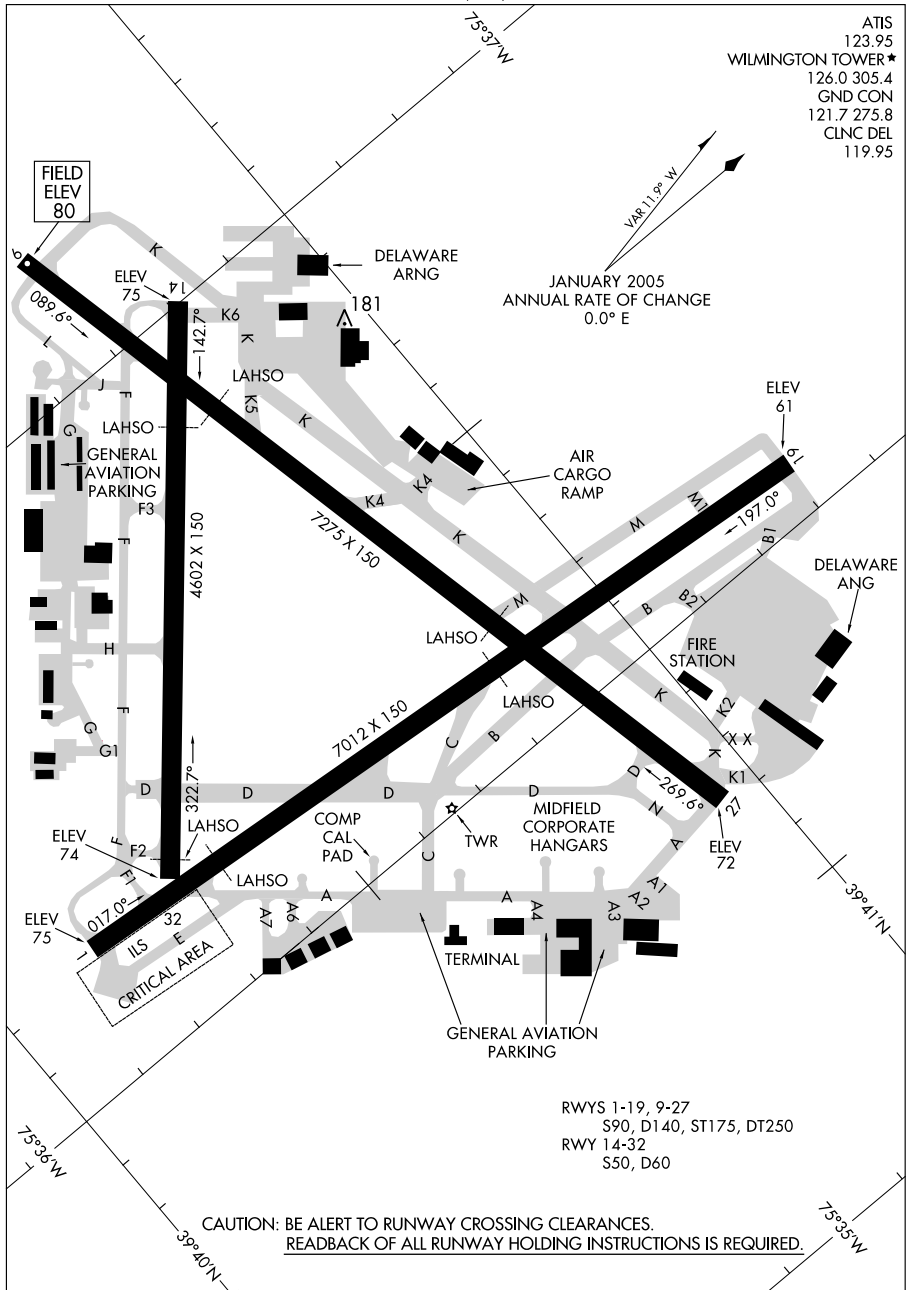 75°37'W
ATIS
123.95
WILMINGTON TOWER★
126.0 305.4
GND CON
121.7 275.8
CLNC DEL
119.95
VAR 11.9° W
JANUARY 2005
ANNUAL RATE OF CHANGE
0.0° E
FIELD
ELEV
80
9
089.6°
K
ELEV
75
14
142.7°
K6
K
DELAWARE
ARNG
181
LAHSO
K5
K
J
J
F
LAHSO
G
GENERAL
AVIATION
PARKING
F3
K4
K4
AIR
CARGO
RAMP
ELEV
61
19
197.0°
M1
M
B1
7275 X 150
4602 X 150
K
F
M
B
B2
DELAWARE
ANG
H
LAHSO
FIRE
STATION
F
G
G1
LAHSO
K
K2
7012 X 150
C
B
X X
K
K1
322.7°
D
D
D
D
D
269.6°
27
N
ELEV
72
TWR
MIDFIELD
CORPORATE
HANGARS
COMP
CAL
PAD
C
A
ELEV
74
F
F2
LAHSO
F1
LAHSO
A1
A2
A
A
A7
A6
A4
A3
39°41'N
ELEV
75
017.0°
1
32
ILS
E
CRITICAL AREA
TERMINAL
GENERAL AVIATION
PARKING
RWYS 1-19, 9-27
S90, D140, ST175, DT250
RWY 14-32
S50, D60
75°36'W
39°40'N
75°35'W
CAUTION: BE ALERT TO RUNWAY CROSSING CLEARANCES.
READBACK OF ALL RUNWAY HOLDING INSTRUCTIONS IS REQUIRED.